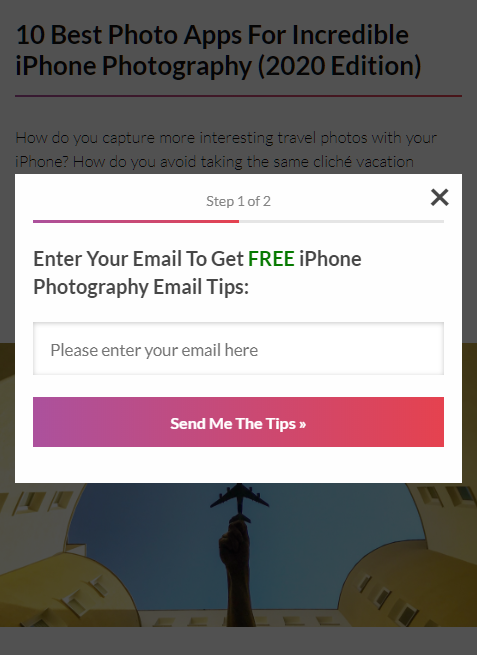 10 Best Photo Apps For Incredible
iPhone Photography (2020 Edition)
How do you capture more interesting travel photos with your
iPhone? How do you avoid taking the same cliché vacation
Step 1 of 2
Enter Your Email To Get FREE iPhone
Photography Email Tips:
Please enter your email here
Send Me The Tips »